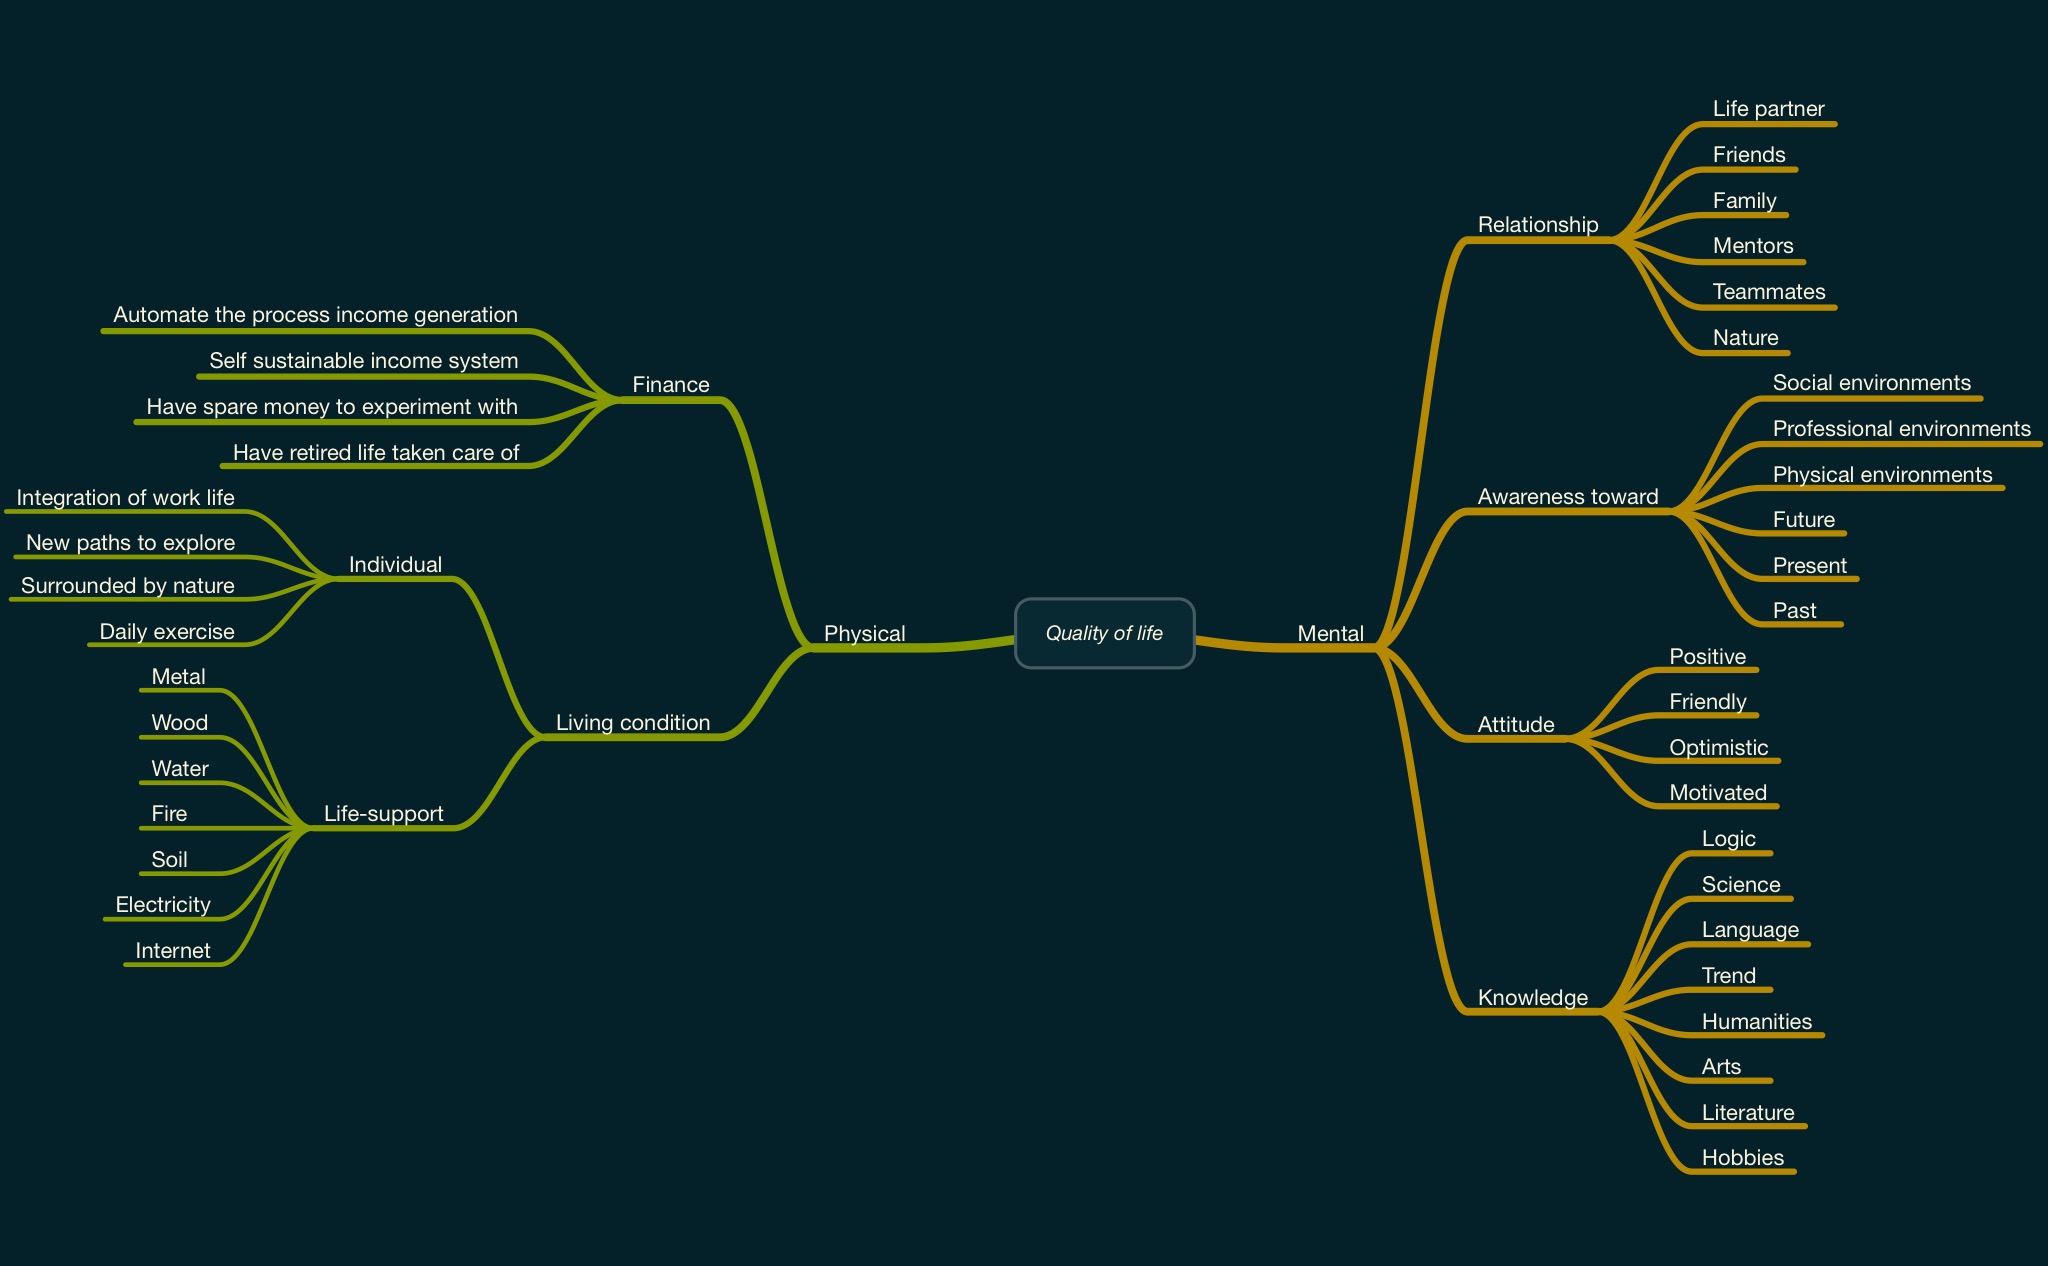 Quality of life
Physical
Finance
Automate the process income generation
Self sustainable income system
Have spare money to experiment with
Have retired life taken care of
Living condition
Individual
Integration of work life
New paths to explore
Surrounded by nature
Daily exercise
Life-support
Metal
Wood
Water
Fire
Soil
Electricity
Internet
Mental
Relationship
Life partner
Friends
Family
Mentors
Teammates
Nature
Awareness toward
Social environments
Professional environments
Physical environments
Future
Present
Past
Attitude
Positive
Friendly
Optimistic
Motivated
Knowledge
Logic
Science
Language
Trend
Humanities
Arts
Literature
Hobbies